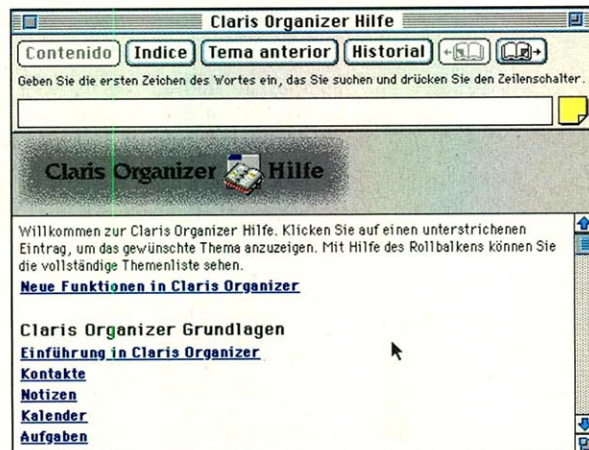 Claris Organizer Hilfe
Contenido Indice Tema anterior Historial
Geben Sie die ersten Zeichen des Wortes ein, das Sie suchen und drücken Sie den Zeilenschalter.
Claris Organizer Hilfe
Willkommen zur Claris Organizer Hilfe. Klicken Sie auf einen unterstrichenen
Eintrag, um das gewünschte Thema anzuzeigen. Mit Hilfe des Rollbalkens können Sie
die vollständige Themenliste sehen.
Neue Funktionen in Claris Organizer
Claris Organizer Grundlagen
Einführung in Claris Organizer
Kontakte
Notizen
Kalender
Aufgaben